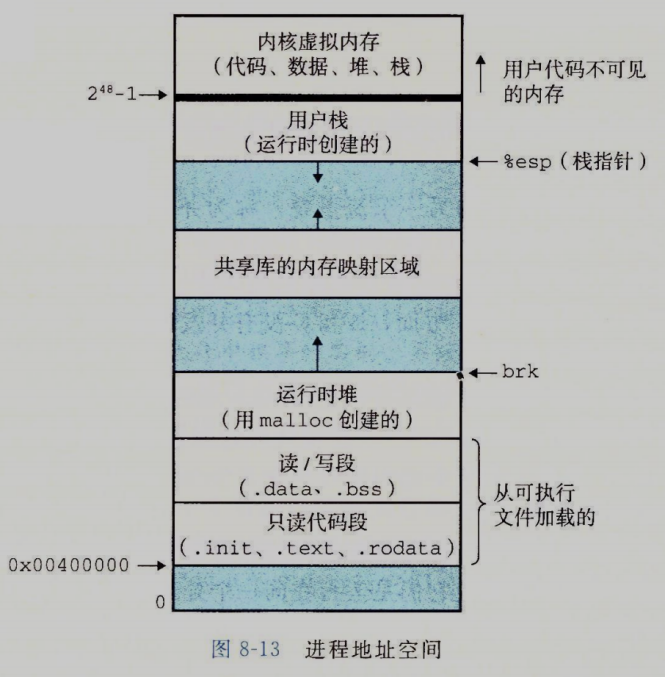 内核虚拟内存
（代码、数据、堆、栈）
用户代码不可见
的内存
2⁴⁸-1
用户栈
（运行时创建的）
%esp（栈指针）
共享库的内存映射区域
brk
运行时堆
（用malloc创建的）
读/写段
（.data、.bss）
从可执行
文件加载的
只读代码段
（.init、.text、.rodata）
0x00400000
0
图 8-13 进程地址空间